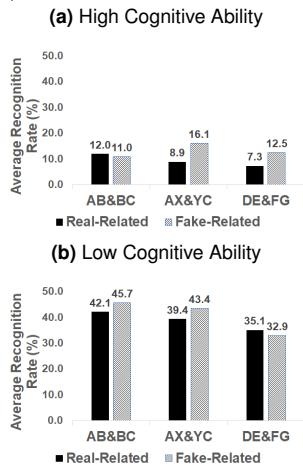 (a) High Cognitive Ability
Average Recognition
Rate (%)
50.0
40.0
30.0
20.0
10.0
0.0
12.0 11.0
8.9 16.1
7.3 12.5
AB&BC AX&YC DE&FG
Real-Related Fake-Related
(b) Low Cognitive Ability
Average Recognition
Rate (%)
50.0
40.0
30.0
20.0
10.0
0.0
42.1 45.7
39.4 43.4
35.1 32.9
AB&BC AX&YC DE&FG
Real-Related Fake-Related